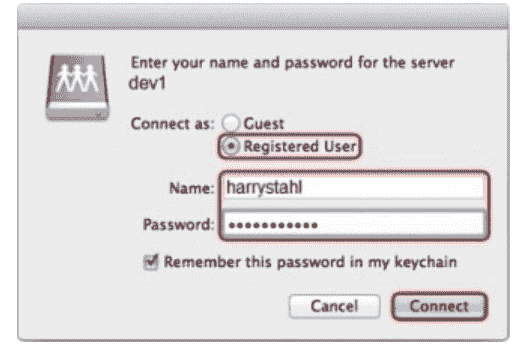 Enter your name and password for the server
dev1
Connect as: Guest
Registered User
Name: harrystahl
Password: •••••••••••
Remember this password in my keychain
Cancel Connect